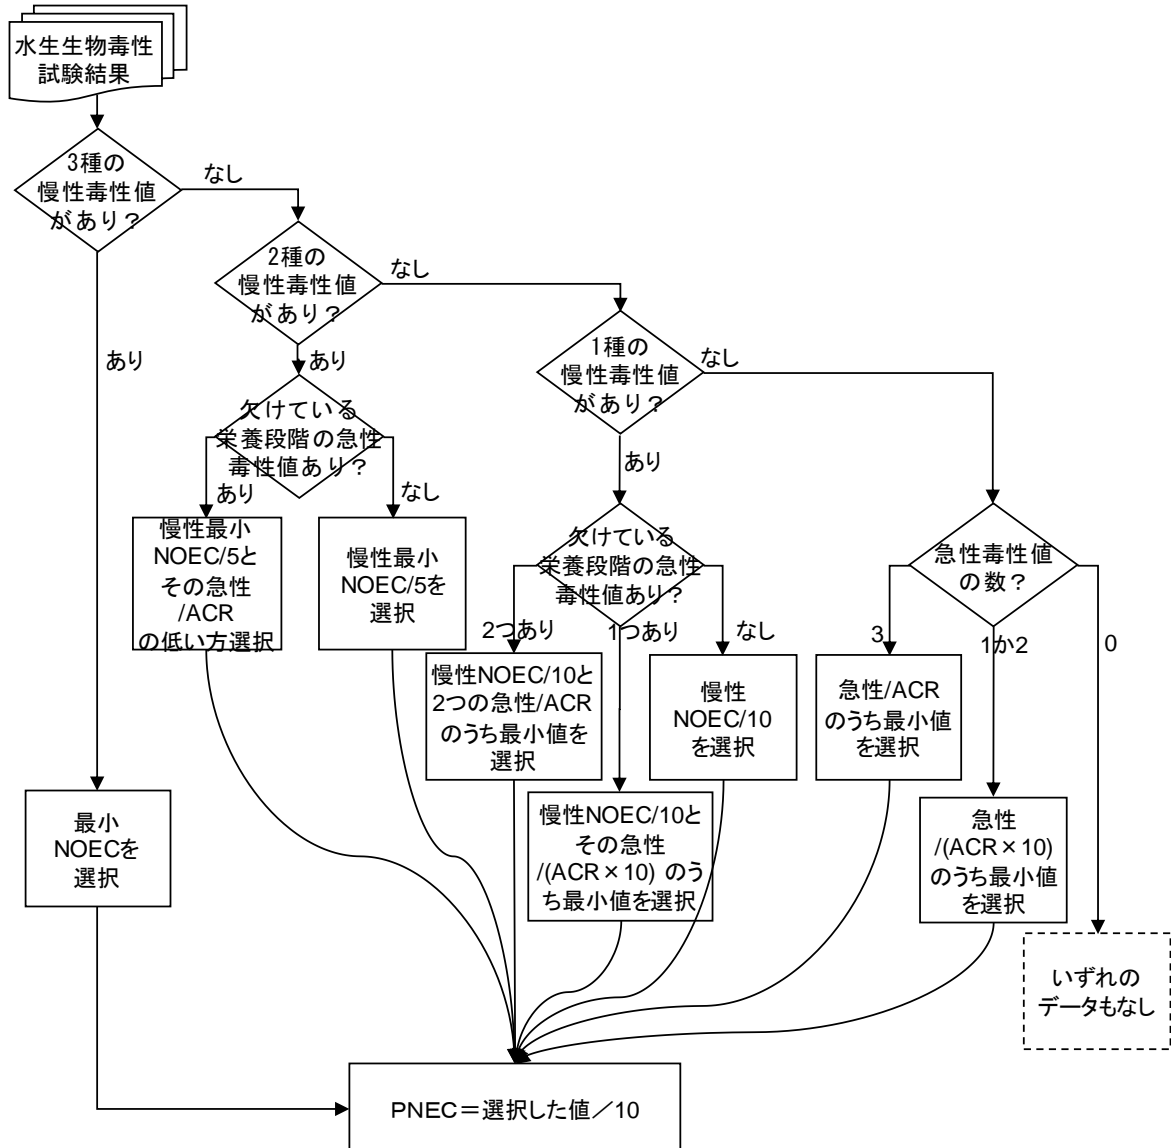 水生生物毒性
試験結果
3種の
慢性毒性値
があり？
なし
2種の
慢性毒性値
があり？
なし
1種の
慢性毒性値
があり？
なし
あり
あり
欠けている
栄養段階の急性
毒性値あり？
あり
なし
あり
欠けている
栄養段階の急性
毒性値あり？
急性毒性値
の数？
慢性最小
NOEC/5と
その急性
/ACR
の低い方選択
慢性最小
NOEC/5を
選択
2つあり
1つあり
なし
3
1か2
0
慢性NOEC/10と
2つの急性/ACR
のうち最小値を
選択
慢性
NOEC/10
を選択
急性/ACR
のうち最小値
を選択
最小
NOECを
選択
慢性NOEC/10と
その急性
/(ACR×10) のう
ち最小値を選択
急性
/(ACR×10)
のうち最小値
を選択
いずれの
データもなし
PNEC＝選択した値／10